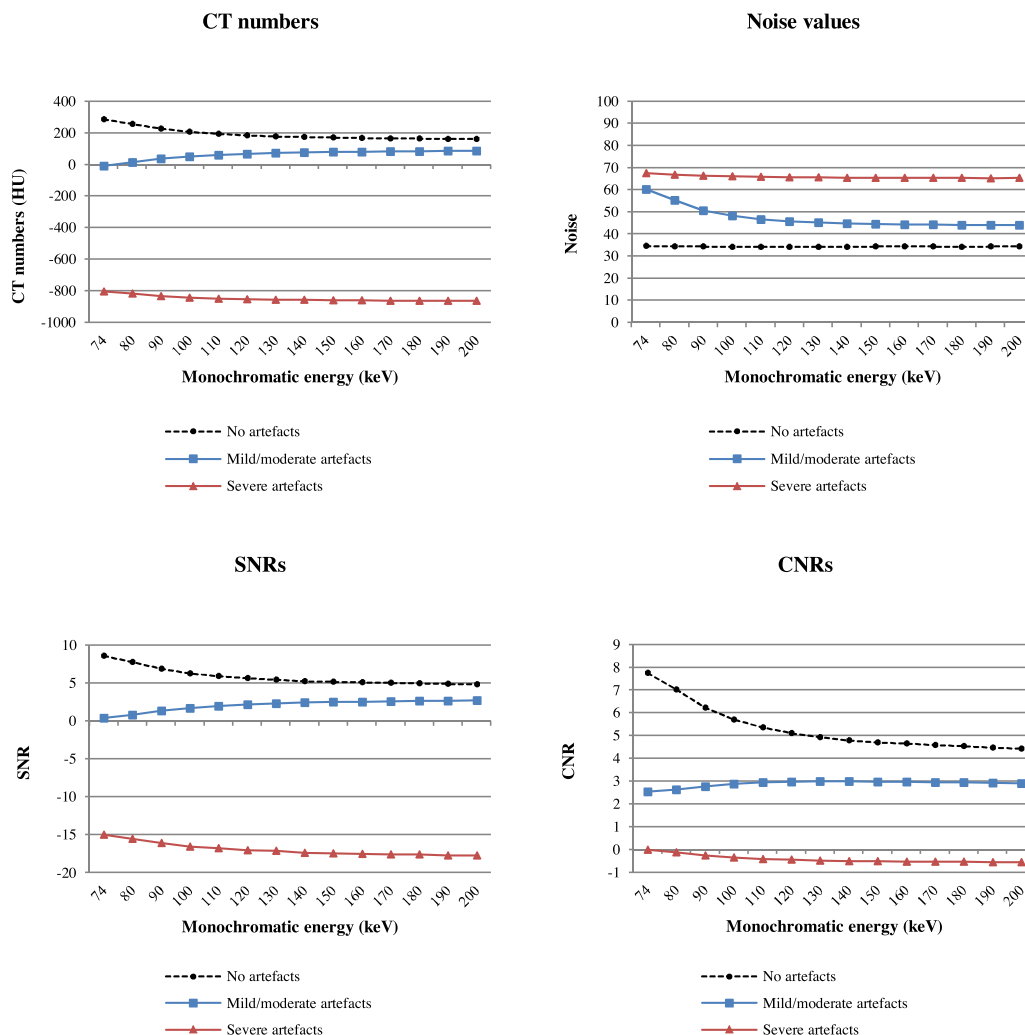 CT numbers
400
200
0
-200
-400
-600
-800
-1000
CT numbers (HU)
74 80 90 100 110 120 130 140 150 160 170 180 190 200
Monochromatic energy (keV)
No artefacts
Mild/moderate artefacts
Severe artefacts
Noise values
100
90
80
70
60
50
40
30
20
10
0
Noise
74 80 90 100 110 120 130 140 150 160 170 180 190 200
Monochromatic energy (keV)
No artefacts
Mild/moderate artefacts
Severe artefacts
SNRs
10
5
0
-5
-10
-15
-20
SNR
74 80 90 100 110 120 130 140 150 160 170 180 190 200
Monochromatic energy (keV)
No artefacts
Mild/moderate artefacts
Severe artefacts
CNRs
9
8
7
6
5
4
3
2
1
0
-1
CNR
74 80 90 100 110 120 130 140 150 160 170 180 190 200
Monochromatic energy (keV)
No artefacts
Mild/moderate artefacts
Severe artefacts